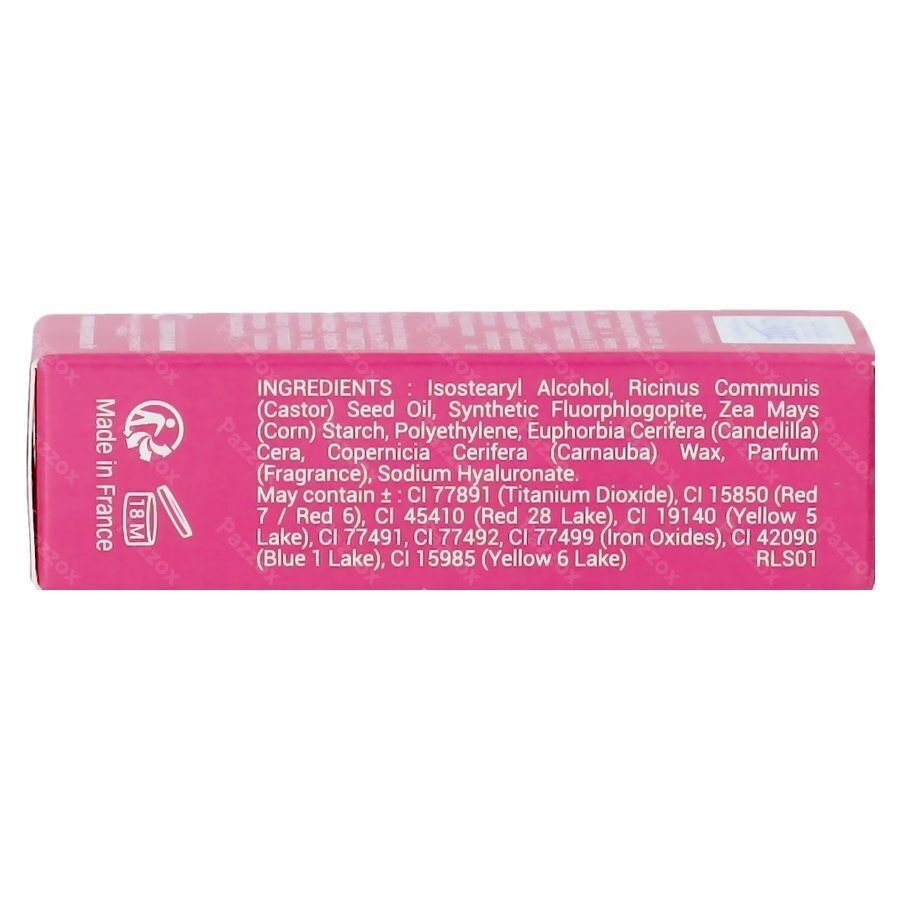 INGREDIENTS : Isostearyl Alcohol, Ricinus Communis
(Castor) Seed Oil, Synthetic Fluorphlogopite, Zea Mays
(Corn) Starch, Polyethylene, Euphorbia Cerifera (Candelilla)
Cera, Copernicia Cerifera (Carnauba) Wax, Parfum
(Fragrance), Sodium Hyaluronate.
May contain ± : CI 77891 (Titanium Dioxide), CI 15850 (Red
7 / Red 6), CI 45410 (Red 28 Lake), CI 19140 (Yellow 5
Lake), CI 77491, CI 77492, CI 77499 (Iron Oxides), CI 42090
(Blue 1 Lake), CI 15985 (Yellow 6 Lake) RLS01
Made in France
18 M
Pazzox